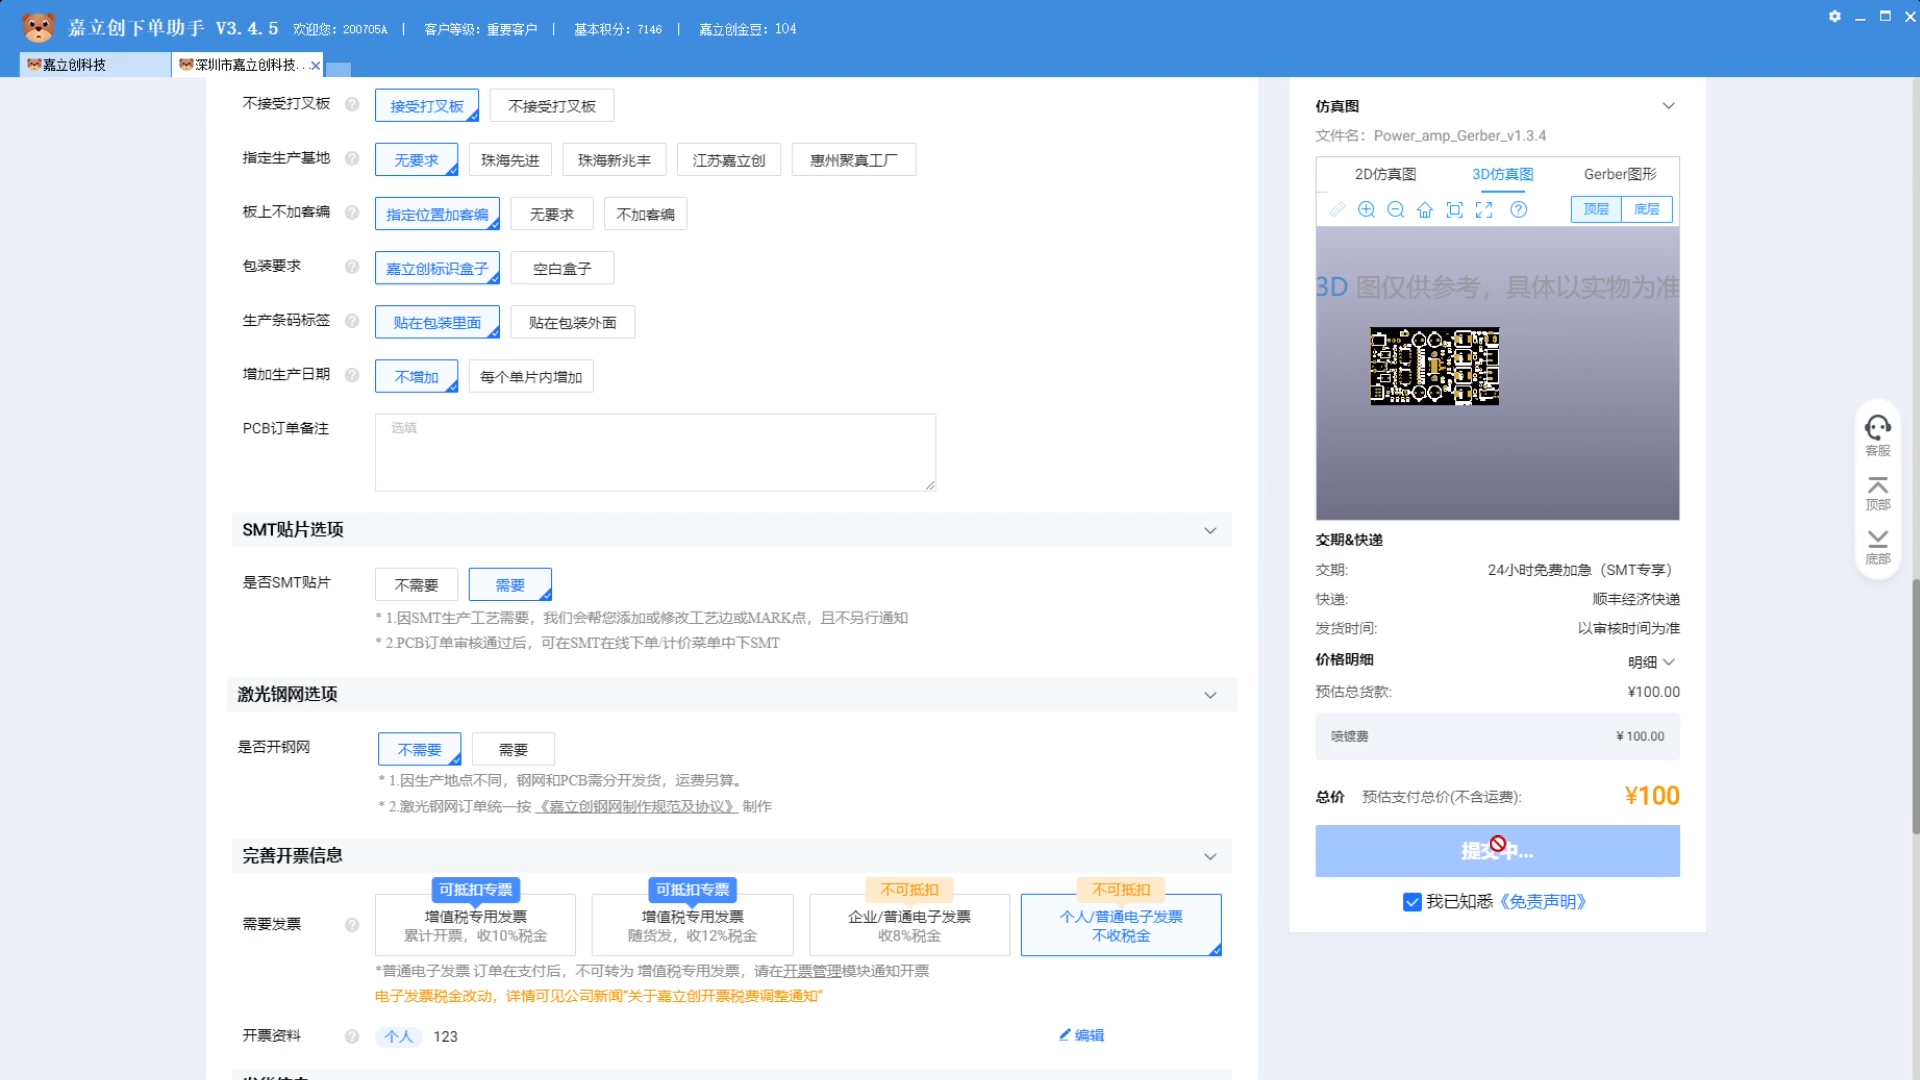 嘉立创下单助手 V3.4.5 欢迎您：200705A | 客户等级：重要客户 | 基本积分：7146 | 嘉立创金豆：104
嘉立创科技
深圳市嘉立创科技...
不接受打叉板 接受打叉板 不接受打叉板
指定生产基地 无要求 珠海先进 珠海新兆丰 江苏嘉立创 惠州聚真工厂
板上不加客编 指定位置加客编 无要求 不加客编
包装要求 嘉立创标识盒子 空白盒子
生产条码标签 贴在包装里面 贴在包装外面
增加生产日期 不增加 每个单片内增加
PCB订单备注 选填
SMT贴片选项
是否SMT贴片 不需要 需要
* 1.因SMT生产工艺需要，我们会帮您添加或修改工艺边或MARK点，且不另行通知
* 2.PCB订单审核通过后，可在SMT在线下单/计价菜单中下SMT
激光钢网选项
是否开钢网 不需要 需要
* 1.因生产地点不同，钢网和PCB需分开发货，运费另算。
* 2.激光钢网订单统一按《嘉立创钢网制作规范及协议》 制作
完善开票信息
可抵扣专票 可抵扣专票 不可抵扣 不可抵扣
需要发票
增值税专用发票 增值税专用发票 企业/普通电子发票 个人/普通电子发票
累计开票，收10%税金 随货发，收12%税金 收8%税金 不收税金
*普通电子发票 订单在支付后，不可转为 增值税专用发票，请在开票管理模块通知开票
电子发票税金改动，详情可见公司新闻"关于嘉立创开票税费调整通知"
开票资料 个人 123 编辑
仿真图
文件名：Power_amp_Gerber_v1.3.4
2D仿真图 3D仿真图 Gerber图形
顶层 底层
3D 图仅供参考，具体以实物为准
交期&快递
交期: 24小时免费加急（SMT专享）
快递: 顺丰经济快递
发货时间: 以审核时间为准
价格明细 明细
预估总货款: ¥100.00
喷镀费 ¥ 100.00
总价 预估支付总价(不含运费): ¥100
提交中...
我已知悉《免责声明》
客服
顶部
底部